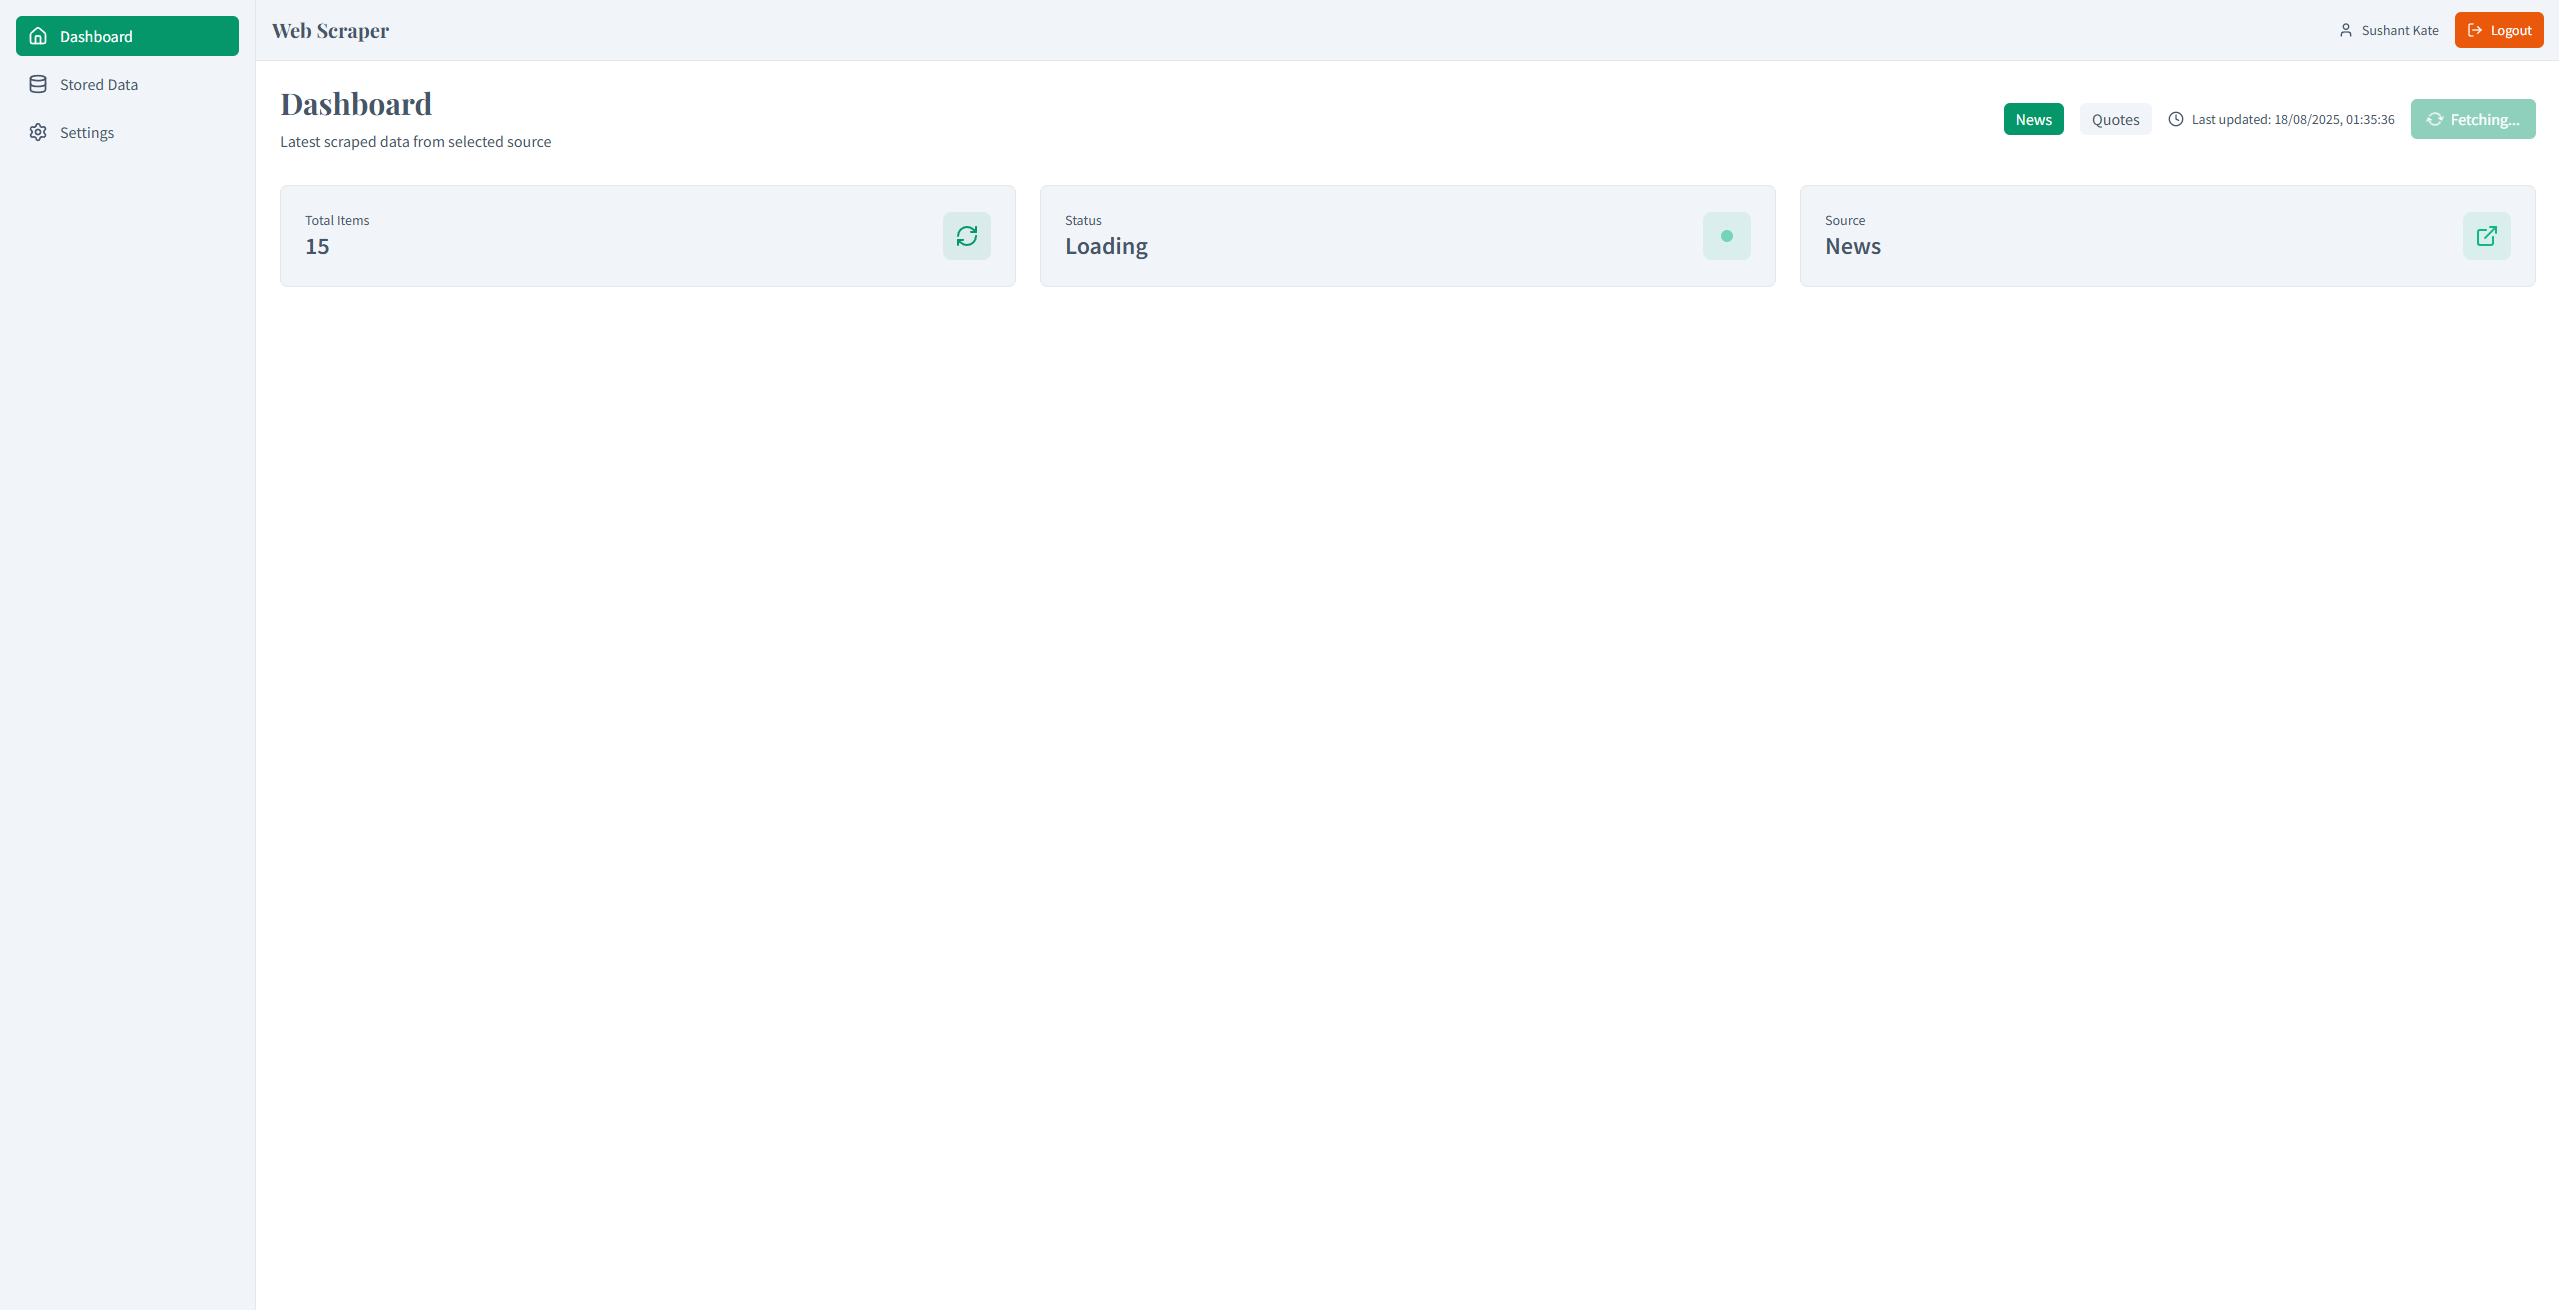 Dashboard
Stored Data
Settings
Web Scraper
Sushant Kate
Logout
Dashboard
Latest scraped data from selected source
News
Quotes
Last updated: 18/08/2025, 01:35:36
Fetching...
Total Items
15
Status
Loading
Source
News